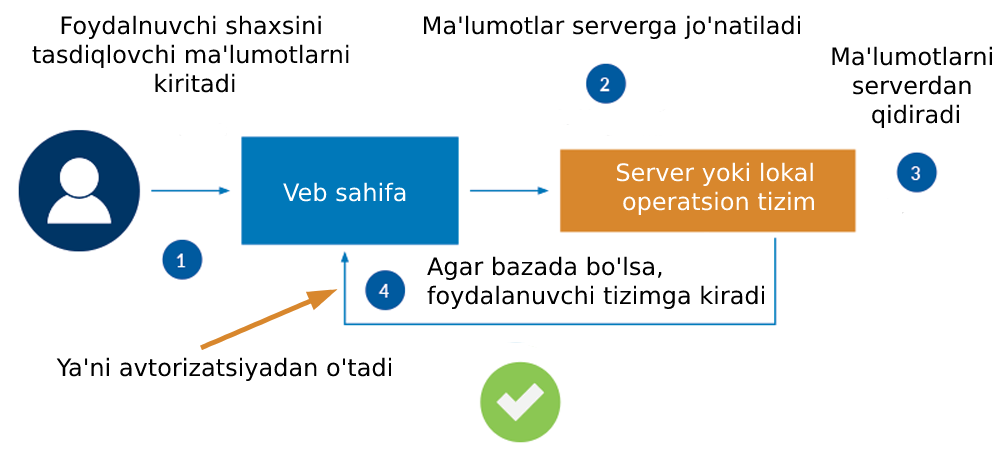 Foydalnuvchi shaxsini
tasdiqlovchi ma'lumotlarni
kiritadi
Ma'lumotlar serverga jo'natiladi
2
Ma'lumotlarni
serverdan
qidiradi
3
Veb sahifa
Server yoki lokal
operatsion tizim
1
4
Agar bazada bo'lsa,
foydalanuvchi tizimga kiradi
Ya'ni avtorizatsiyadan o'tadi